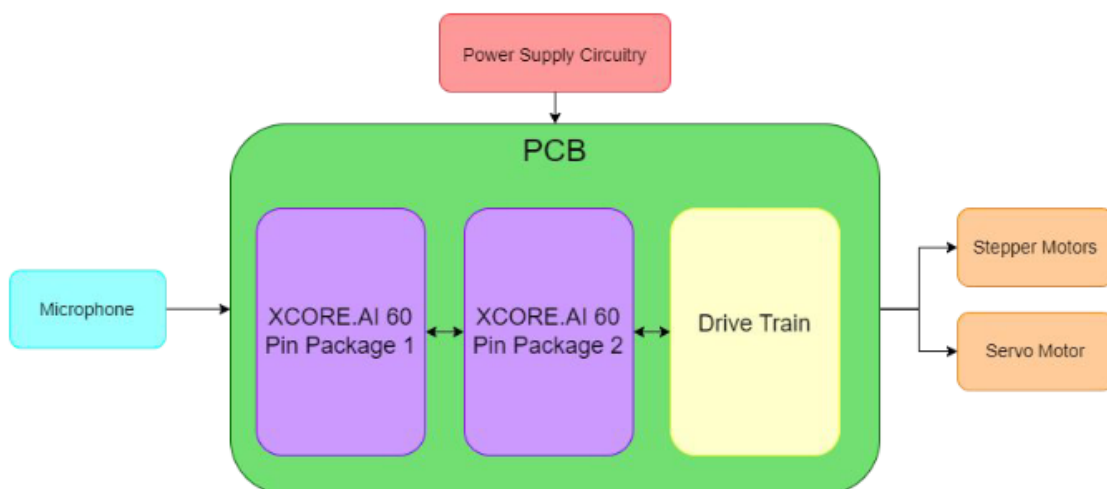 Power Supply Circuitry
PCB
Microphone
XCORE.AI 60
Pin Package 1
XCORE.AI 60
Pin Package 2
Drive Train
Stepper Motors
Servo Motor